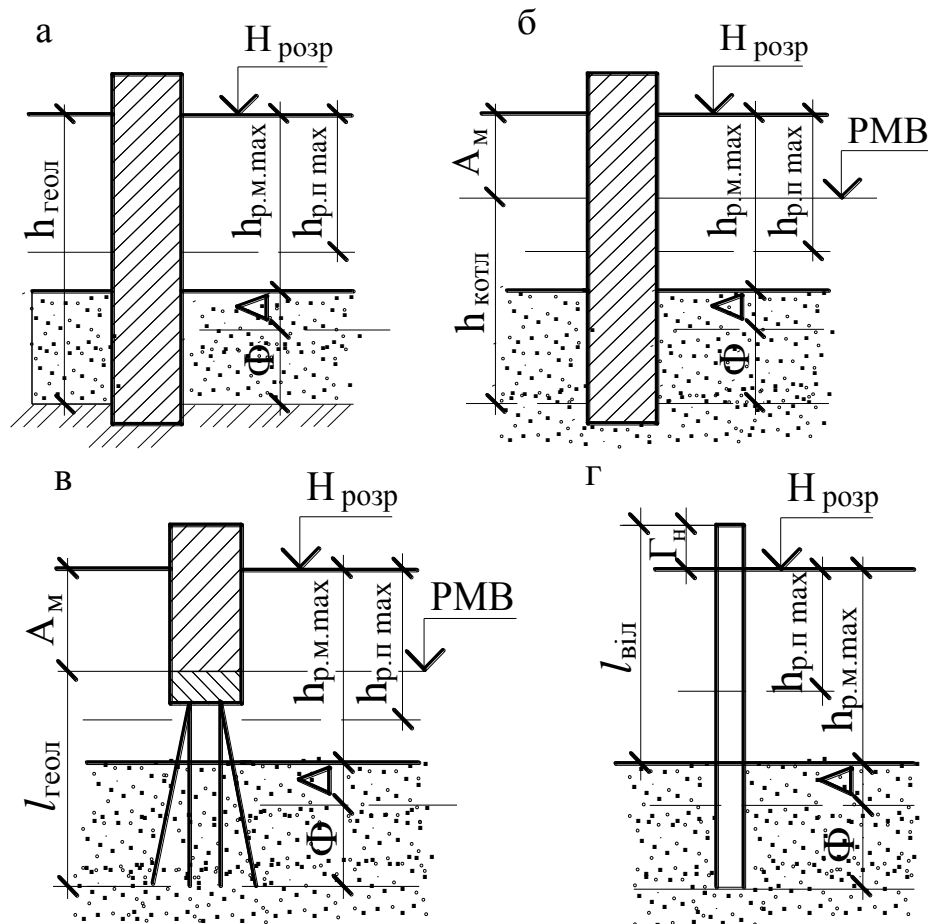 а
Н розр
h геол
h р.м.max
h р.п max
Δ
Ф
б
Н розр
А м
РМВ
h котл
h р.м.max
h р.п max
Δ
Ф
в
Н розр
А м
РМВ
l геол
h р.м.max
h р.п max
Δ
Ф
г
Н розр
Г н
l віл
h р.п max
h р.м.max
Δ
Ф